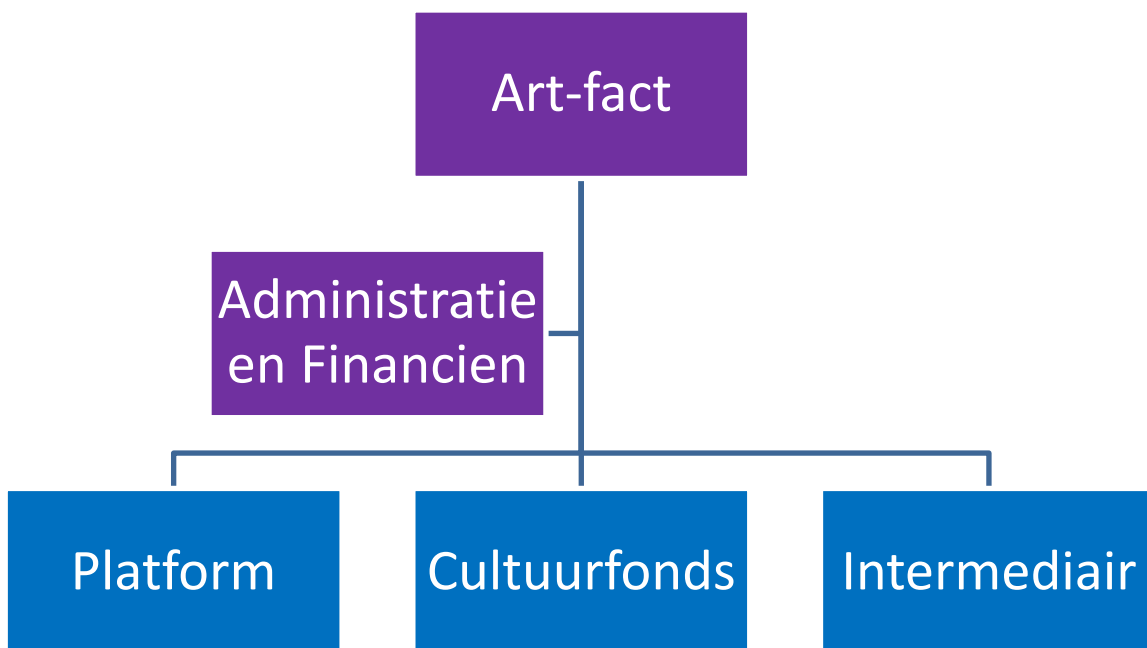 Art-fact
Administratie
en Financien
Platform
Cultuurfonds
Intermediair